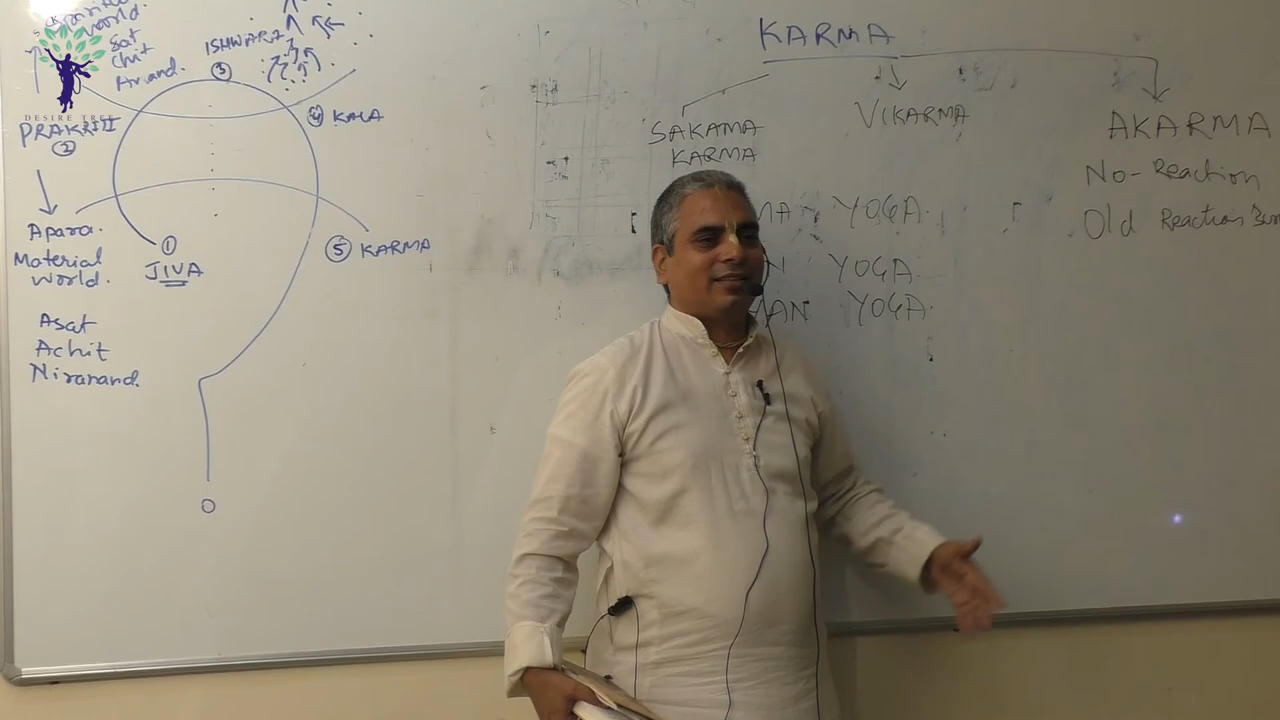 world.
Sat
Chit
Anand.
DESIRE TREE
PRAKRITI
2
Apara.
Material
world.
Asat
Achit
Niranand.
ISHWARA
3
4 KALA
1
JIVA
5 KARMA
KARMA
SAKAMA
KARMA
VIKARMA
AKARMA
No-Reaction
Old Reaction
YOGA.
YOGA
YOGA.